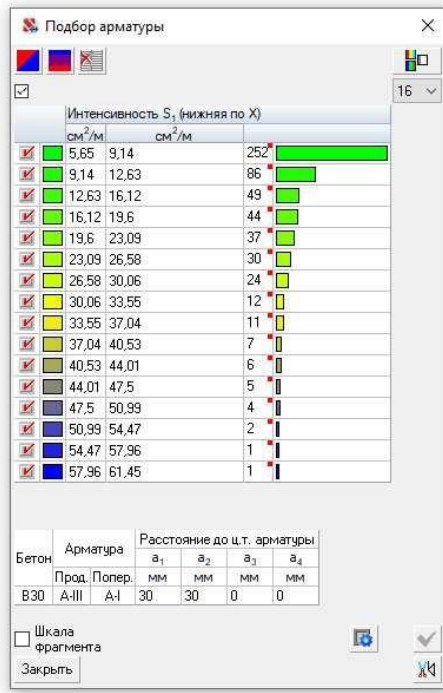 Подбор арматуры
16
Интенсивность S₁ (нижняя по X)
см²/м см²/м
5,65 9,14 252
9,14 12,63 86
12,63 16,12 49
16,12 19,6 44
19,6 23,09 37
23,09 26,58 30
26,58 30,06 24
30,06 33,55 12
33,55 37,04 11
37,04 40,53 7
40,53 44,01 6
44,01 47,5 5
47,5 50,99 4
50,99 54,47 2
54,47 57,96 1
57,96 61,45 1
Бетон Арматура Расстояние до ц.т. арматуры
a₁ a₂ a₃ a₄
Прод. Попер. мм мм мм мм
B30 A-III A-I 30 30 0 0
Шкала
фрагмента
Закрыть